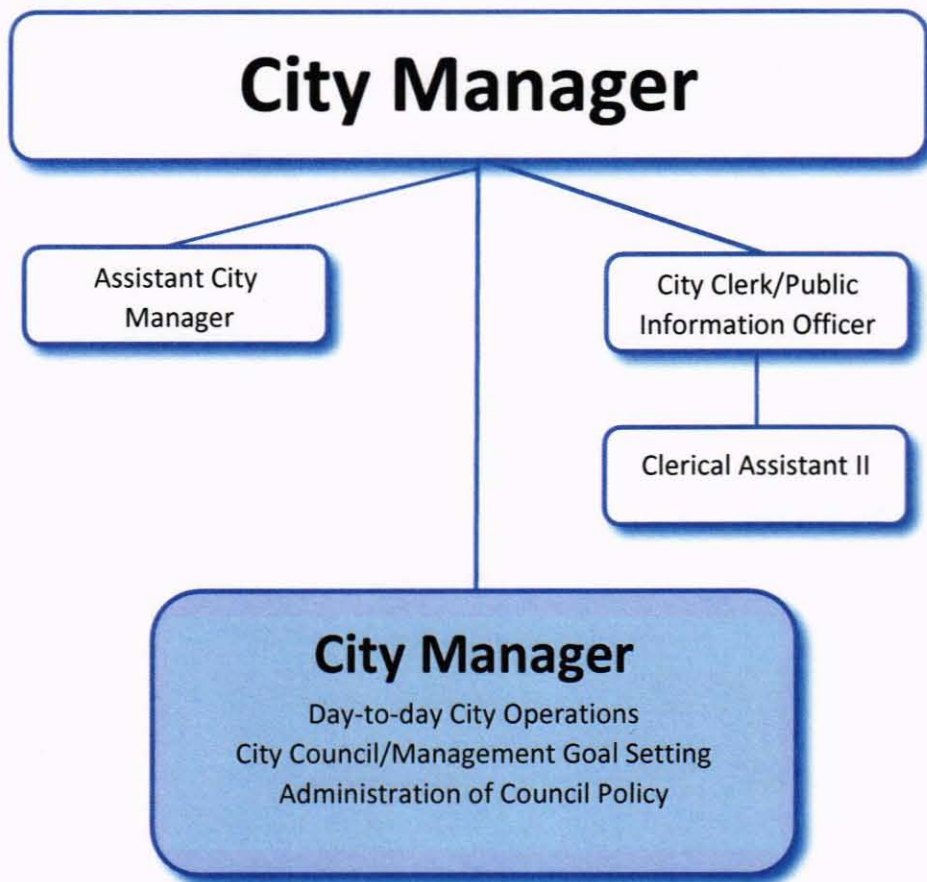 City Manager
Assistant City
Manager
City Clerk/Public
Information Officer
Clerical Assistant II
City Manager
Day-to-day City Operations
City Council/Management Goal Setting
Administration of Council Policy